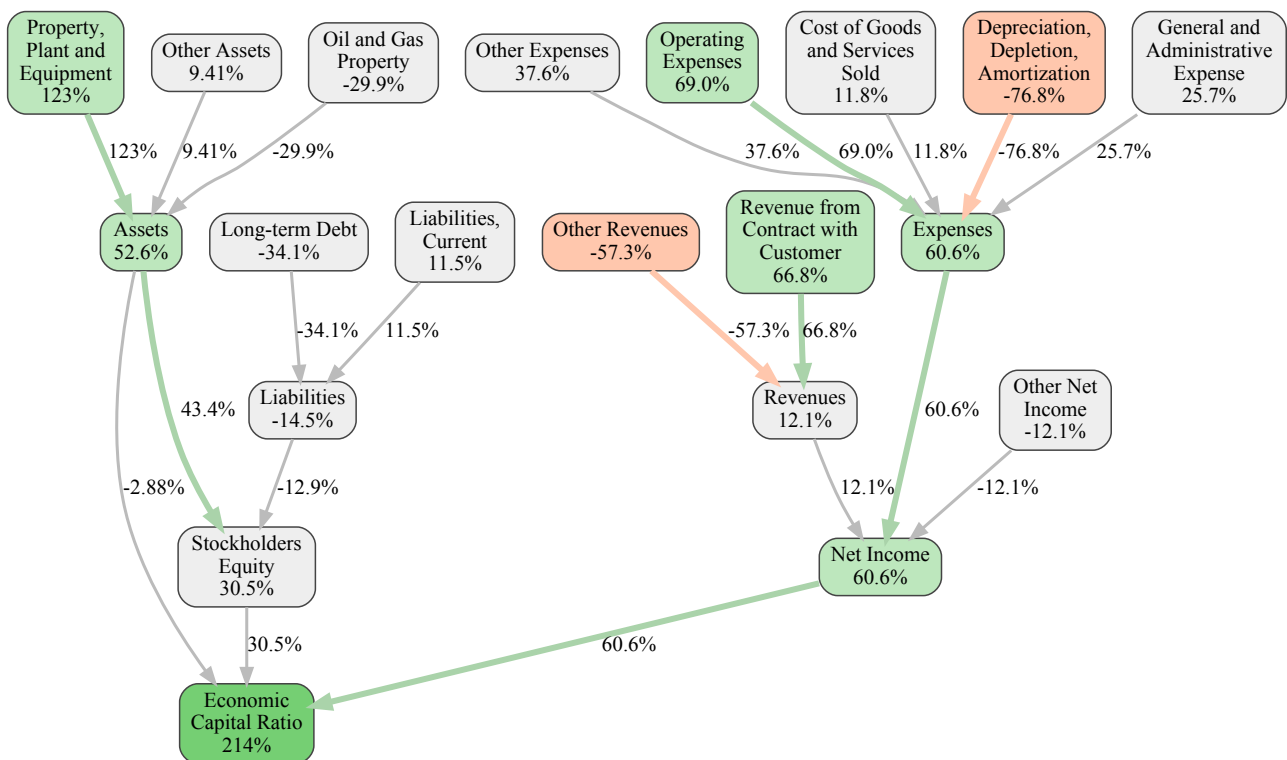 Property,
Plant and
Equipment
123%
Other Assets
9.41%
Oil and Gas
Property
-29.9%
Other Expenses
37.6%
Operating
Expenses
69.0%
Cost of Goods
and Services
Sold
11.8%
Depreciation,
Depletion,
Amortization
-76.8%
General and
Administrative
Expense
25.7%
123%
9.41%
-29.9%
37.6%
69.0%
11.8%
-76.8%
25.7%
Assets
52.6%
Long-term Debt
-34.1%
Liabilities,
Current
11.5%
Other Revenues
-57.3%
Revenue from
Contract with
Customer
66.8%
Expenses
60.6%
-34.1%
11.5%
-57.3%
66.8%
43.4%
Liabilities
-14.5%
Revenues
12.1%
60.6%
Other Net
Income
-12.1%
-2.88%
-12.9%
12.1%
-12.1%
Stockholders
Equity
30.5%
Net Income
60.6%
30.5%
60.6%
Economic
Capital Ratio
214%